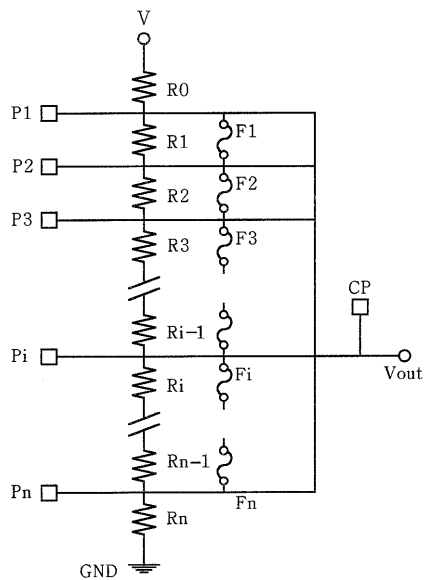 V
R0
P1
F1
R1
P2
F2
R2
P3
F3
R3
CP
Ri-1
Pi
Fi
Vout
Ri
Rn-1
Pn
Fn
Rn
GND